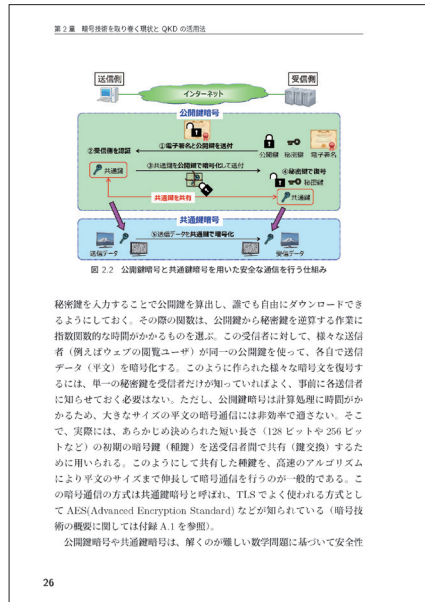 第2章　暗号技術を取り巻く現状と QKD の活用法
送信側
受信側
インターネット
公開鍵暗号
①電子署名と公開鍵を送付
②受信側を認証
公開鍵　秘密鍵　電子署名
③共通鍵を公開鍵で暗号化して送付
④秘密鍵で復号
共通鍵
秘密鍵
共通鍵を共有
共通鍵
共通鍵暗号
⑤送信データを共通鍵で暗号化
送信データ
受信データ
図 2.2　公開鍵暗号と共通鍵暗号を用いた安全な通信を行う仕組み
秘密鍵を入力することで公開鍵を算出し、誰でも自由にダウンロードでき
るようにしておく。その際の関数は、公開鍵から秘密鍵を逆算する作業に
指数関数的な時間がかかるものを選ぶ。この受信者に対して、様々な送信
者（例えばウェブの閲覧ユーザ）が同一の公開鍵を使って、各自で送信
データ（平文）を暗号化する。このように作られた様々な暗号文を復号す
るには、単一の秘密鍵を受信者だけが知っていればよく、事前に各送信者
に知らせておく必要はない。ただし、公開鍵暗号は計算処理に時間がか
かるため、大きなサイズの平文の暗号通信には非効率で適さない。そこ
で、実際には、あらかじめ決められた短い長さ（128 ビットや 256 ビッ
トなど）の初期の暗号鍵（種鍵）を送受信者間で共有（鍵交換）するた
めに用いられる。このようにして共有した種鍵を、高速のアルゴリズム
により平文のサイズまで伸長して暗号通信を行うのが一般的である。こ
の暗号通信の方式は共通鍵暗号と呼ばれ、TLS でよく使われる方式とし
て AES(Advanced Encryption Standard) などが知られている（暗号技
術の概要に関しては付録 A.1 を参照）。
公開鍵暗号や共通鍵暗号は、解くのが難しい数学問題に基づいて安全性
26